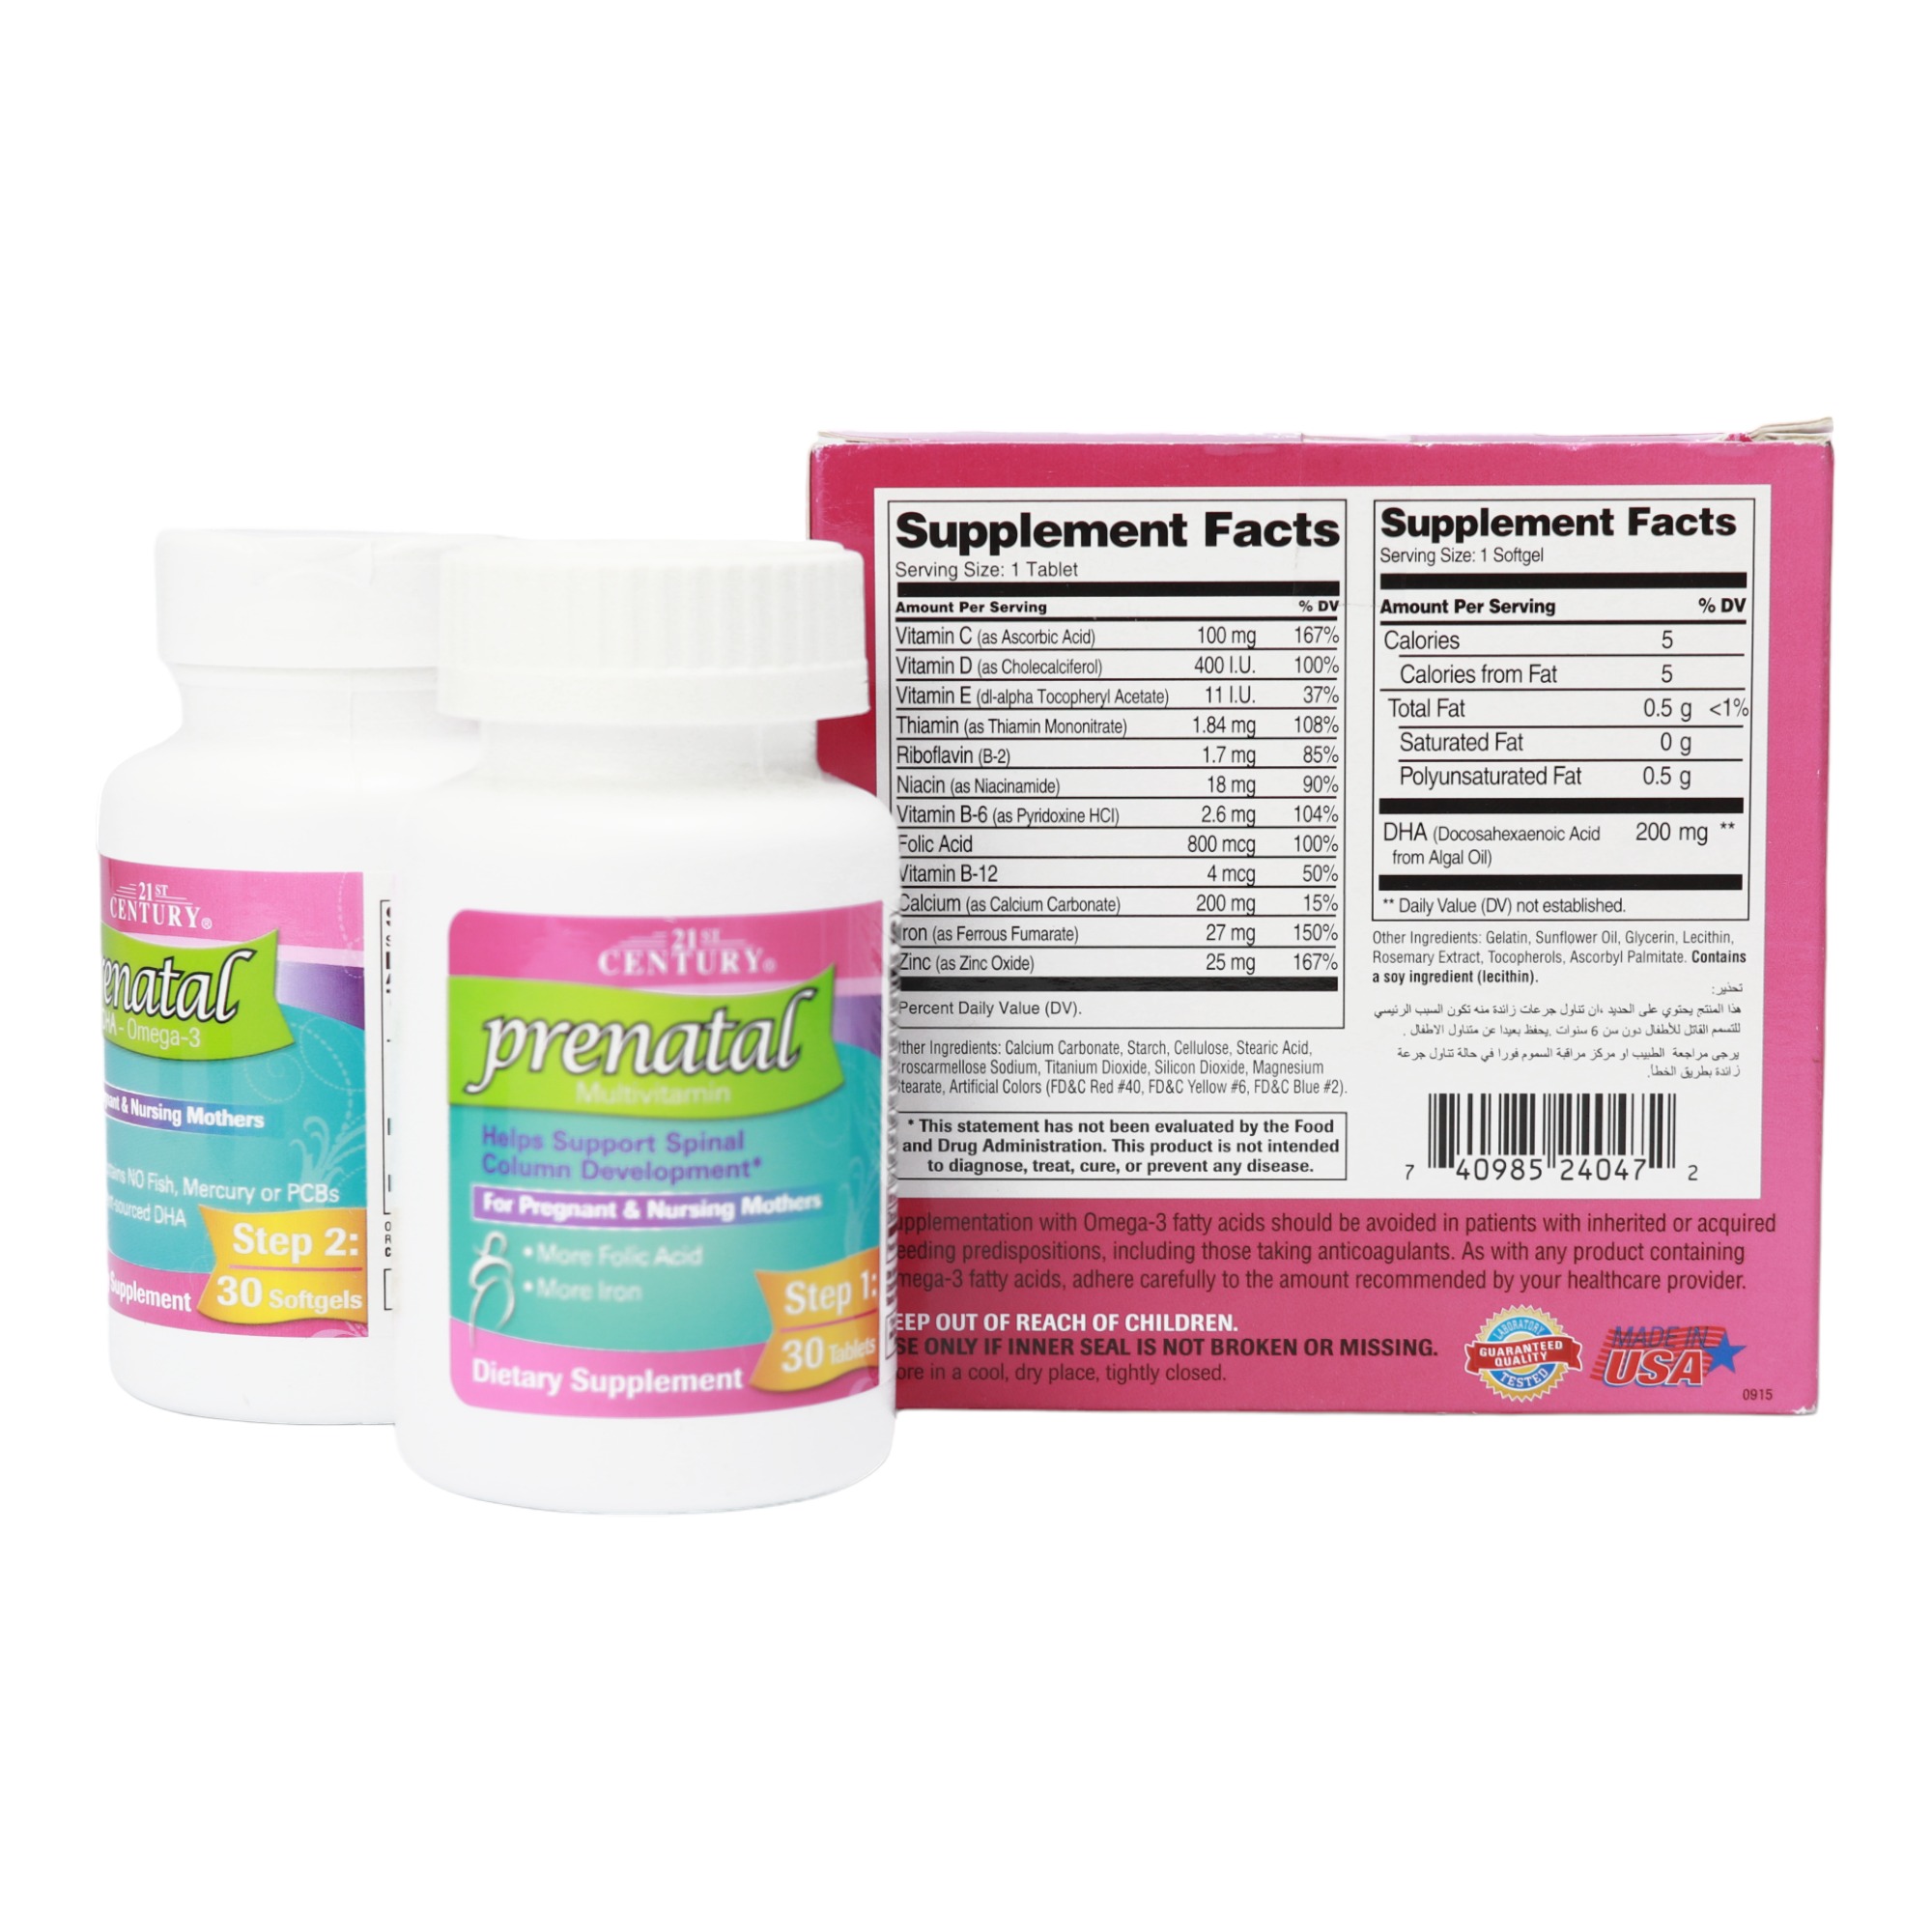 21ST
CENTURY®
enatal
- Omega-3
& Nursing Mothers
NO Fish, Mercury or PCBs
DHA
Step 2:
30 Softgels
Supplement
21ST
CENTURY®
prenatal
Multivitamin
Helps Support Spinal
Column Development*
For Pregnant & Nursing Mothers
• More Folic Acid
• More Iron
Step 1:
30 Tablets
Dietary Supplement
Supplement Facts
Serving Size: 1 Tablet
Amount Per Serving % DV
Vitamin C (as Ascorbic Acid) 100 mg 167%
Vitamin D (as Cholecalciferol) 400 I.U. 100%
Vitamin E (dl-alpha Tocopheryl Acetate) 11 I.U. 37%
Thiamin (as Thiamin Mononitrate) 1.84 mg 108%
Riboflavin (B-2) 1.7 mg 85%
Niacin (as Niacinamide) 18 mg 90%
Vitamin B-6 (as Pyridoxine HCl) 2.6 mg 104%
Folic Acid 800 mcg 100%
Vitamin B-12 4 mcg 50%
Calcium (as Calcium Carbonate) 200 mg 15%
Iron (as Ferrous Fumarate) 27 mg 150%
Zinc (as Zinc Oxide) 25 mg 167%
Percent Daily Value (DV).
ther Ingredients: Calcium Carbonate, Starch, Cellulose, Stearic Acid,
roscarmellose Sodium, Titanium Dioxide, Silicon Dioxide, Magnesium
tearate, Artificial Colors (FD&C Red #40, FD&C Yellow #6, FD&C Blue #2).
* This statement has not been evaluated by the Food
and Drug Administration. This product is not intended
to diagnose, treat, cure, or prevent any disease.
Supplement Facts
Serving Size: 1 Softgel
Amount Per Serving % DV
Calories 5
Calories from Fat 5
Total Fat 0.5 g <1%
Saturated Fat 0 g
Polyunsaturated Fat 0.5 g
DHA (Docosahexaenoic Acid 200 mg **
from Algal Oil)
** Daily Value (DV) not established.
Other Ingredients: Gelatin, Sunflower Oil, Glycerin, Lecithin,
Rosemary Extract, Tocopherols, Ascorbyl Palmitate. Contains
a soy ingredient (lecithin).
تحذير:
هذا المنتج يحتوي على الحديد ،ان تناول جرعات زائدة منه تكون السبب الرئيسي
للتسمم القاتل للأطفال دون سن 6 سنوات .يحفظ بعيدا عن متناول الاطفال .
يرجى مراجعة الطبيب او مركز مراقبة السموم فورا في حالة تناول جرعة
زائدة بطريق الخطأ.
7 40985 24047 2
upplementation with Omega-3 fatty acids should be avoided in patients with inherited or acquired
eeding predispositions, including those taking anticoagulants. As with any product containing
mega-3 fatty acids, adhere carefully to the amount recommended by your healthcare provider.
EEP OUT OF REACH OF CHILDREN.
SE ONLY IF INNER SEAL IS NOT BROKEN OR MISSING.
ore in a cool, dry place, tightly closed.
LABORATORY
GUARANTEED
QUALITY
TESTED
MADE IN
USA
0915